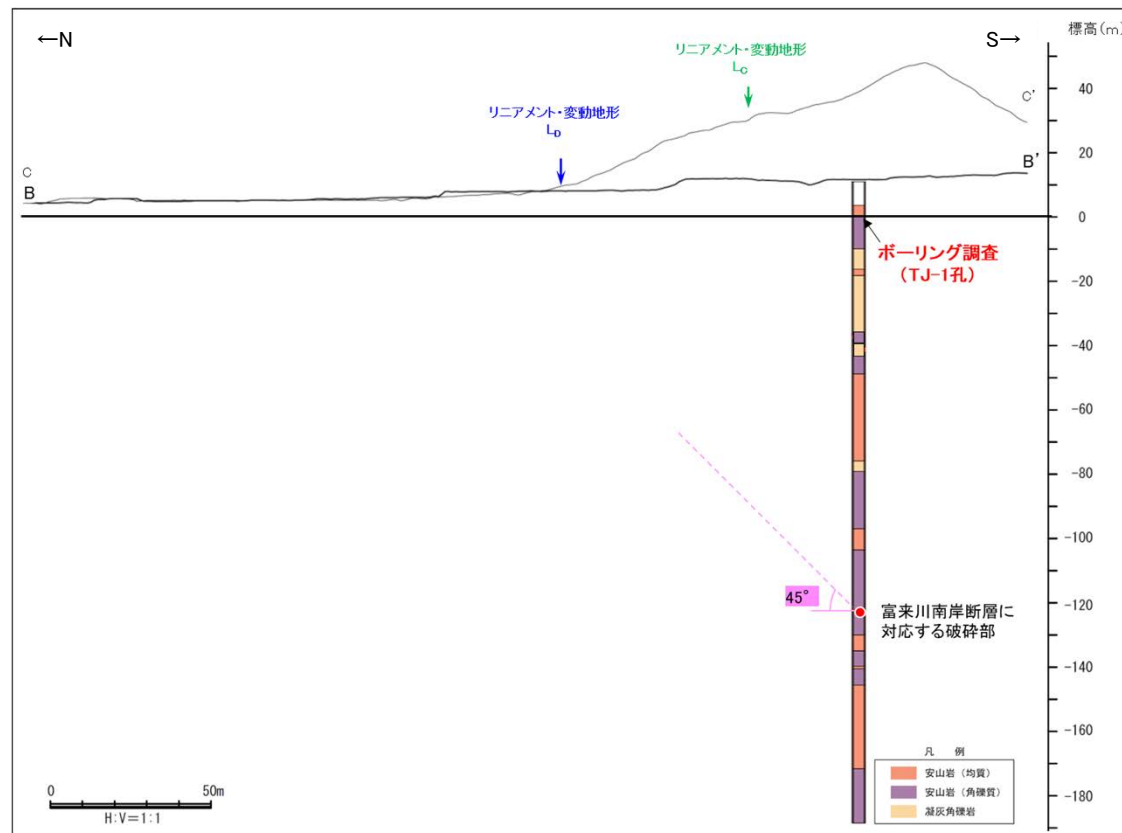 ←N
S→
標高(m)
リニアメント・変動地形
LC
リニアメント・変動地形
LD
C
B
C'
B'
40
20
0
-20
-40
-60
-80
-100
-120
-140
-160
-180
ボーリング調査
(TJ-1孔)
45°
富来川南岸断層に
対応する破砕部
凡 例
安山岩（均質）
安山岩（角礫質）
凝灰角礫岩
0 50m
H:V=1:1